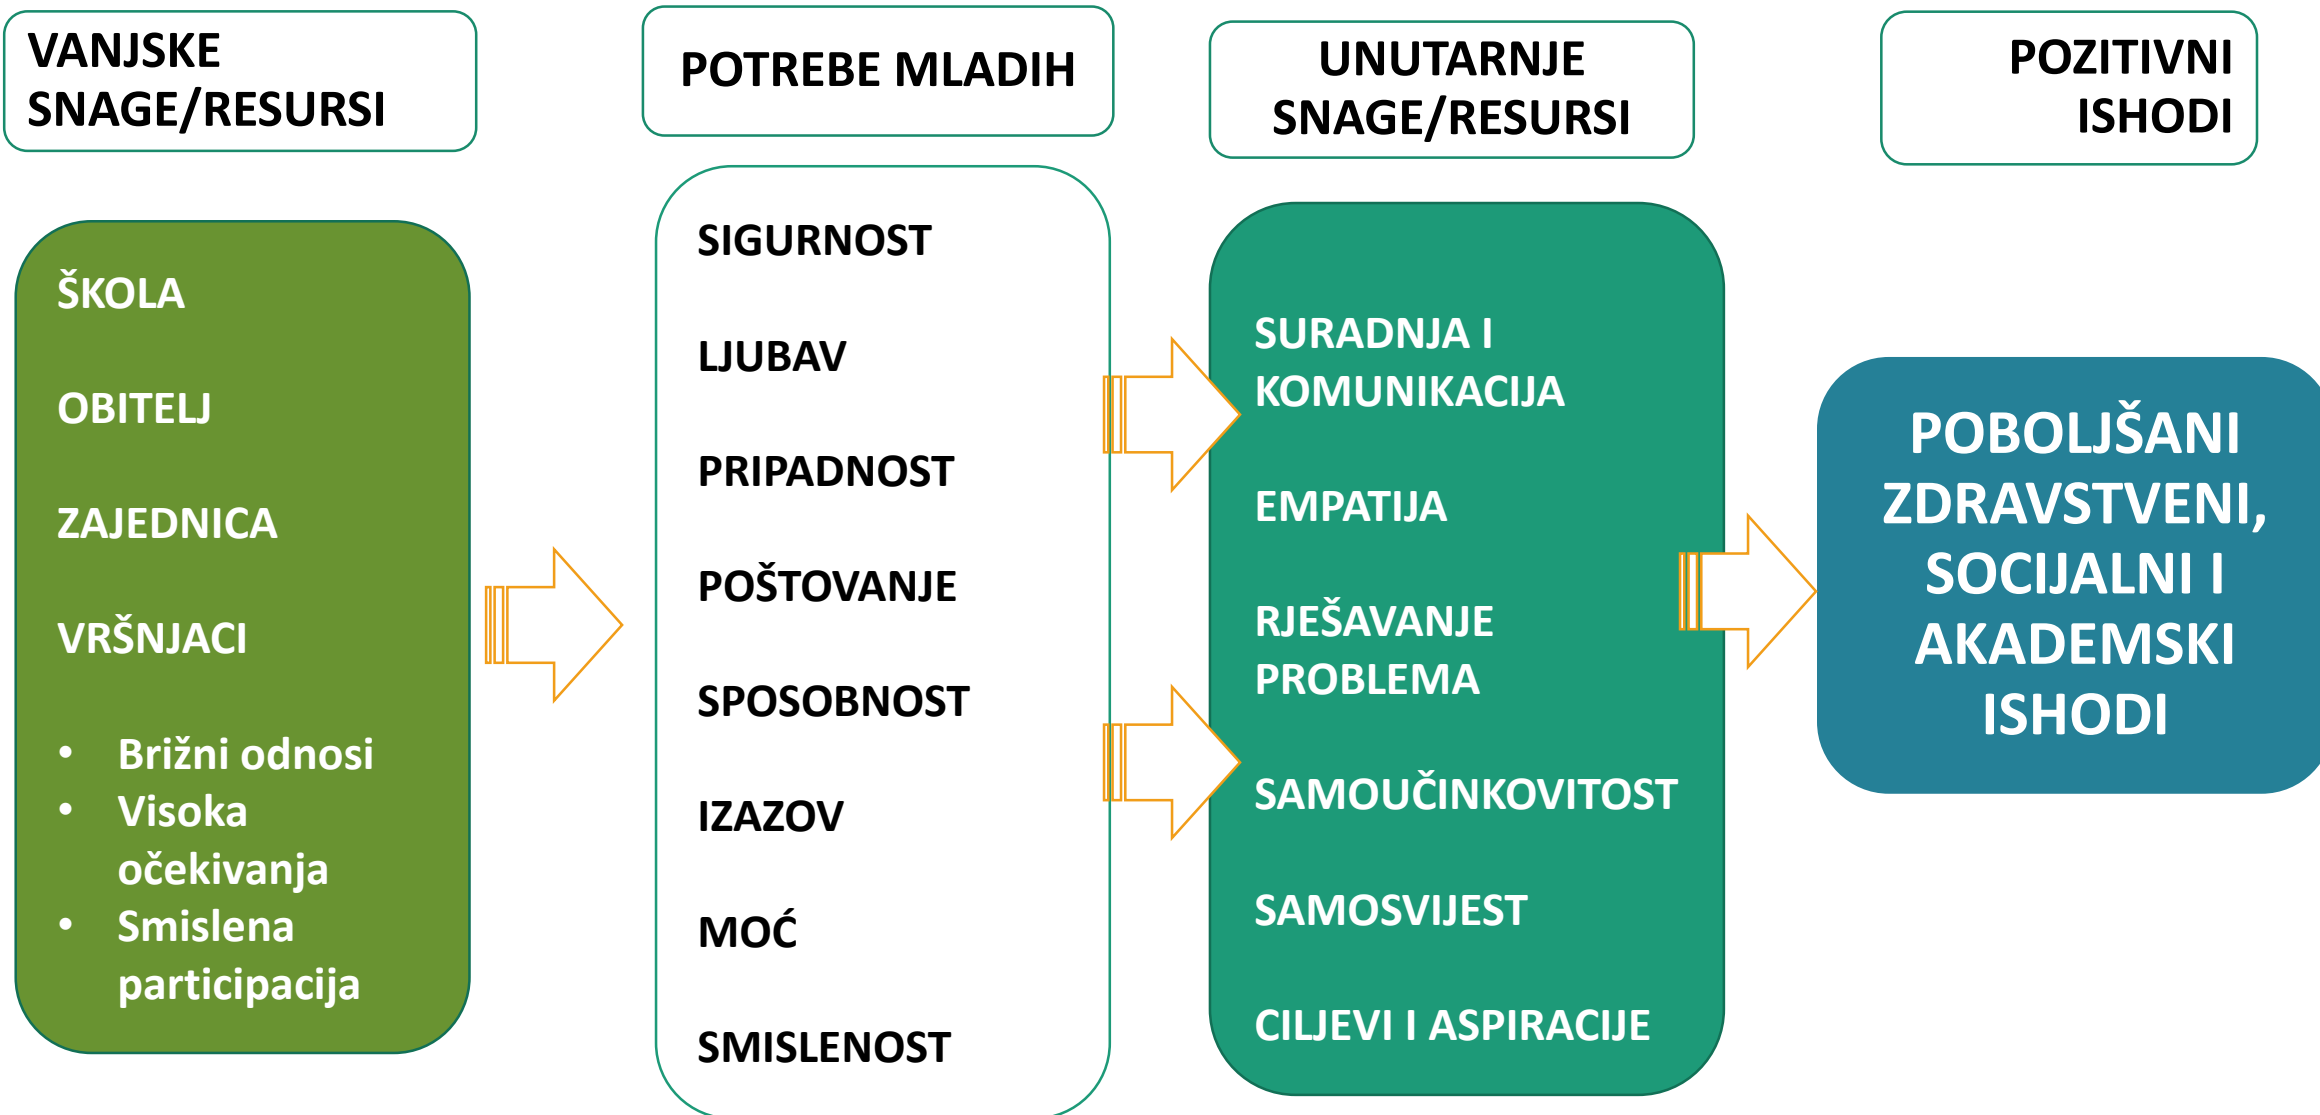 VANJSKE
SNAGE/RESURSI
ŠKOLA
OBITELJ
ZAJEDNICA
VRŠNJACI
• Brižni odnosi
• Visoka
očekivanja
• Smislena
participacija
POTREBE MLADIH
SIGURNOST
LJUBAV
PRIPADNOST
POŠTOVANJE
SPOSOBNOST
IZAZOV
MOĆ
SMISLENOST
UNUTARNJE
SNAGE/RESURSI
SURADNJA I
KOMUNIKACIJA
EMPATIJA
RJEŠAVANJE
PROBLEMA
SAMOUČINKOVITOST
SAMOSVIJEST
CILJEVI I ASPIRACIJE
POZITIVNI
ISHODI
POBOLJŠANI
ZDRAVSTVENI,
SOCIJALNI I
AKADEMSKI
ISHODI